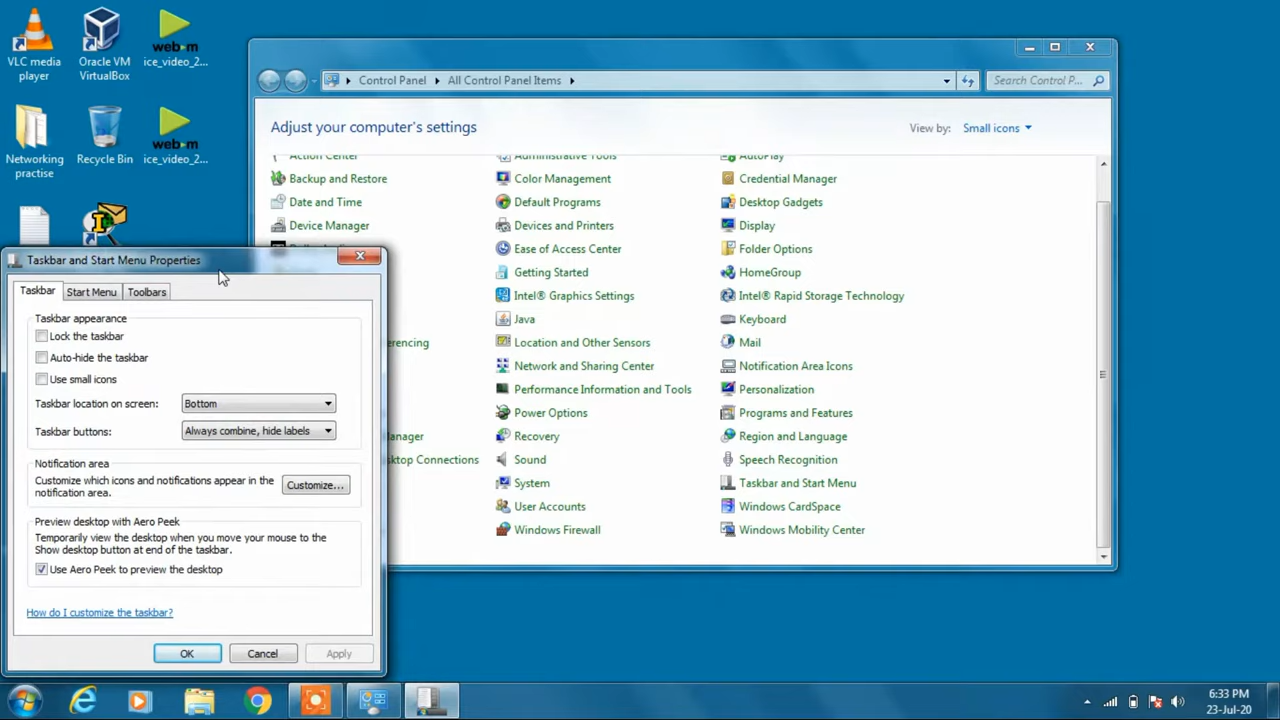 VLC media
player
Oracle VM
VirtualBox
webm
ice_video_2...
Networking
practise
Recycle Bin
webm
ice_video_2...
Control Panel
All Control Panel Items
Search Control P...
Adjust your computer's settings
View by:
Small icons
Action Center
Administrative Tools
AutoPlay
Backup and Restore
Color Management
Credential Manager
Date and Time
Default Programs
Desktop Gadgets
Device Manager
Devices and Printers
Display
Ease of Access Center
Folder Options
Getting Started
HomeGroup
Intel® Graphics Settings
Intel® Rapid Storage Technology
Java
Keyboard
erencing
Location and Other Sensors
Mail
Network and Sharing Center
Notification Area Icons
Performance Information and Tools
Personalization
Power Options
Programs and Features
anager
Recovery
Region and Language
sktop Connections
Sound
Speech Recognition
System
Taskbar and Start Menu
User Accounts
Windows CardSpace
Windows Firewall
Windows Mobility Center
Taskbar and Start Menu Properties
Taskbar
Start Menu
Toolbars
Taskbar appearance
Lock the taskbar
Auto-hide the taskbar
Use small icons
Taskbar location on screen:
Bottom
Taskbar buttons:
Always combine, hide labels
Notification area
Customize which icons and notifications appear in the
notification area.
Customize...
Preview desktop with Aero Peek
Temporarily view the desktop when you move your mouse to the
Show desktop button at end of the taskbar.
Use Aero Peek to preview the desktop
How do I customize the taskbar?
OK
Cancel
Apply
6:33 PM
23-Jul-20